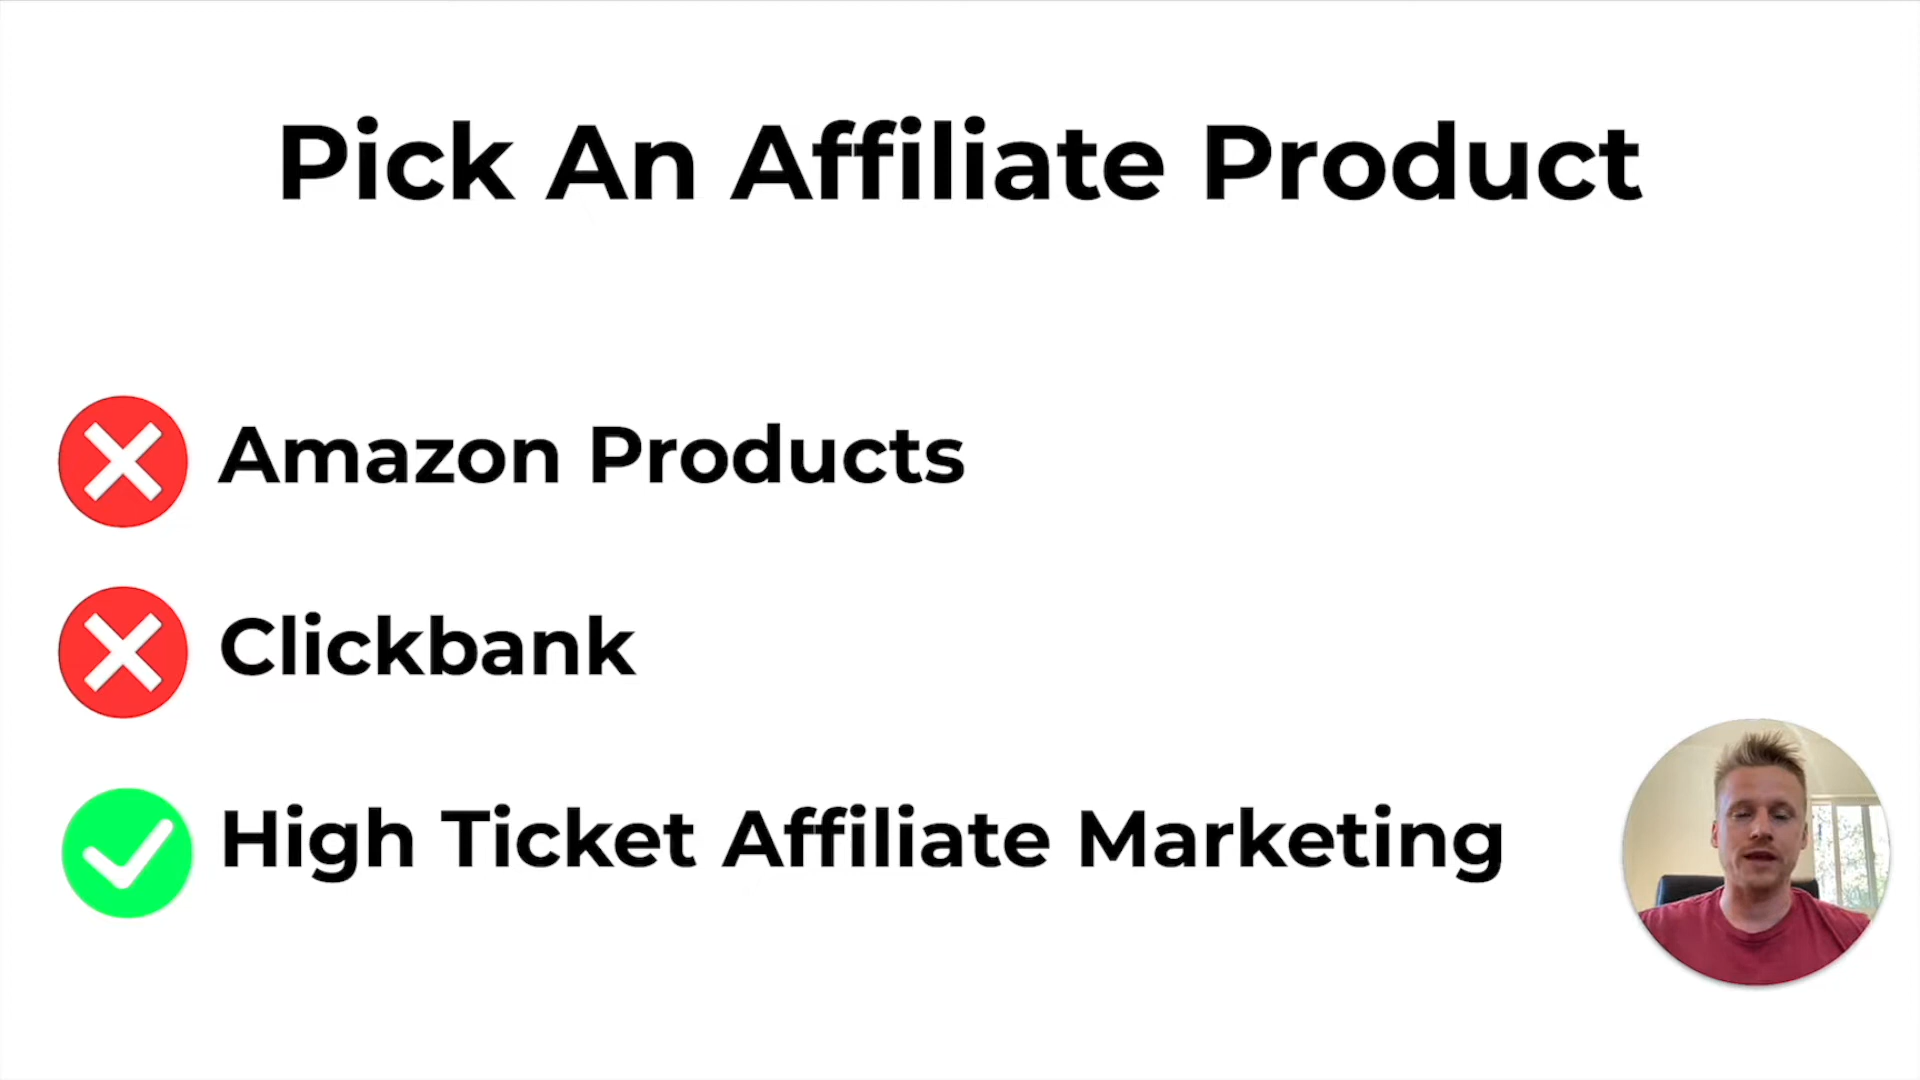 Pick An Affiliate Product
Amazon Products
Clickbank
High Ticket Affiliate Marketing